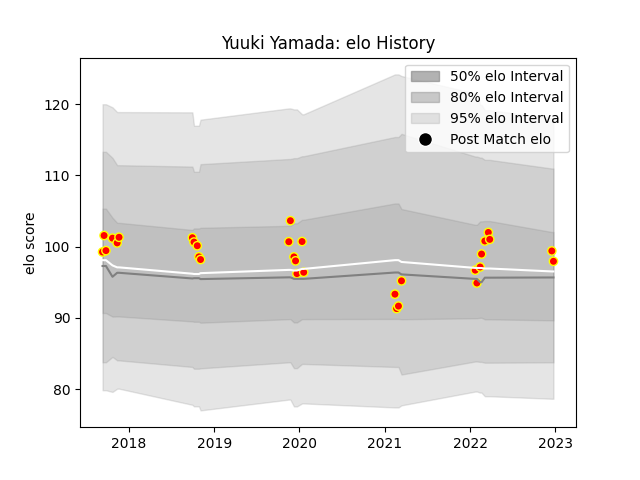 Yuuki Yamada: elo History
50% elo Interval
80% elo Interval
95% elo Interval
Post Match elo
elo score
120
110
100
90
80
2018
2019
2020
2021
2022
2023